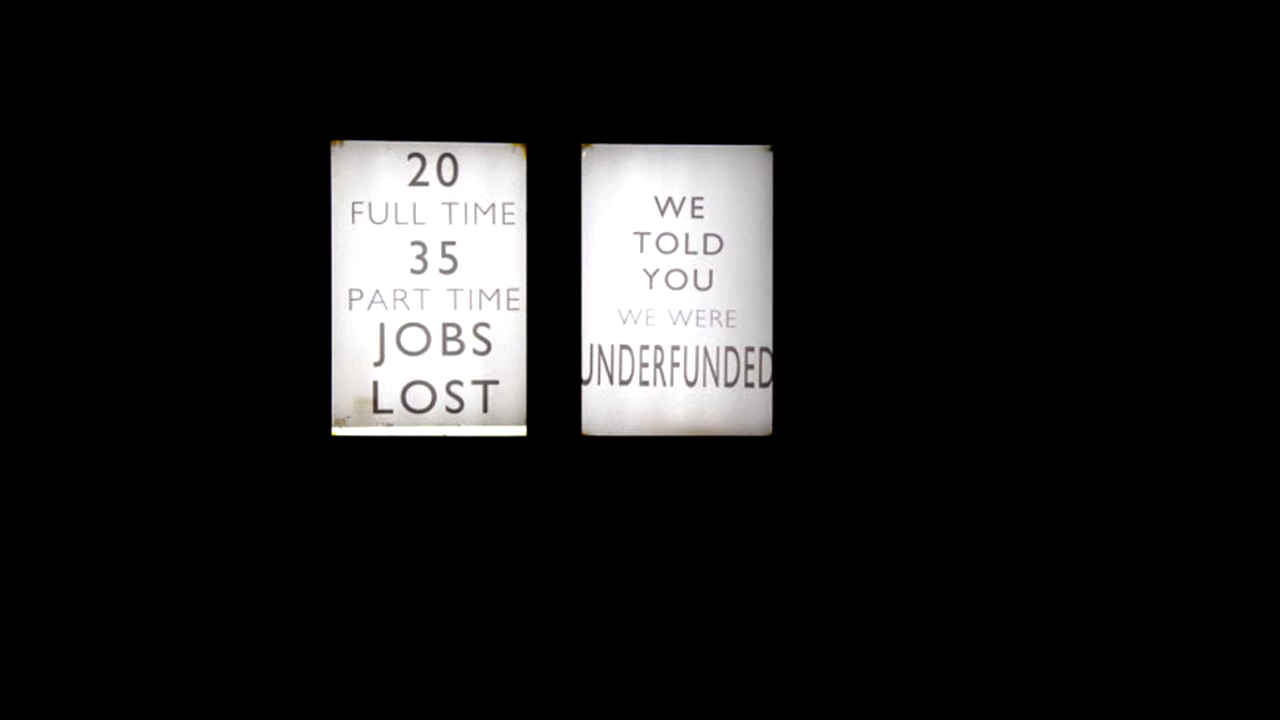 20
FULL TIME
35
PART TIME
JOBS
LOST
WE
TOLD
YOU
WE WERE
UNDERFUNDED